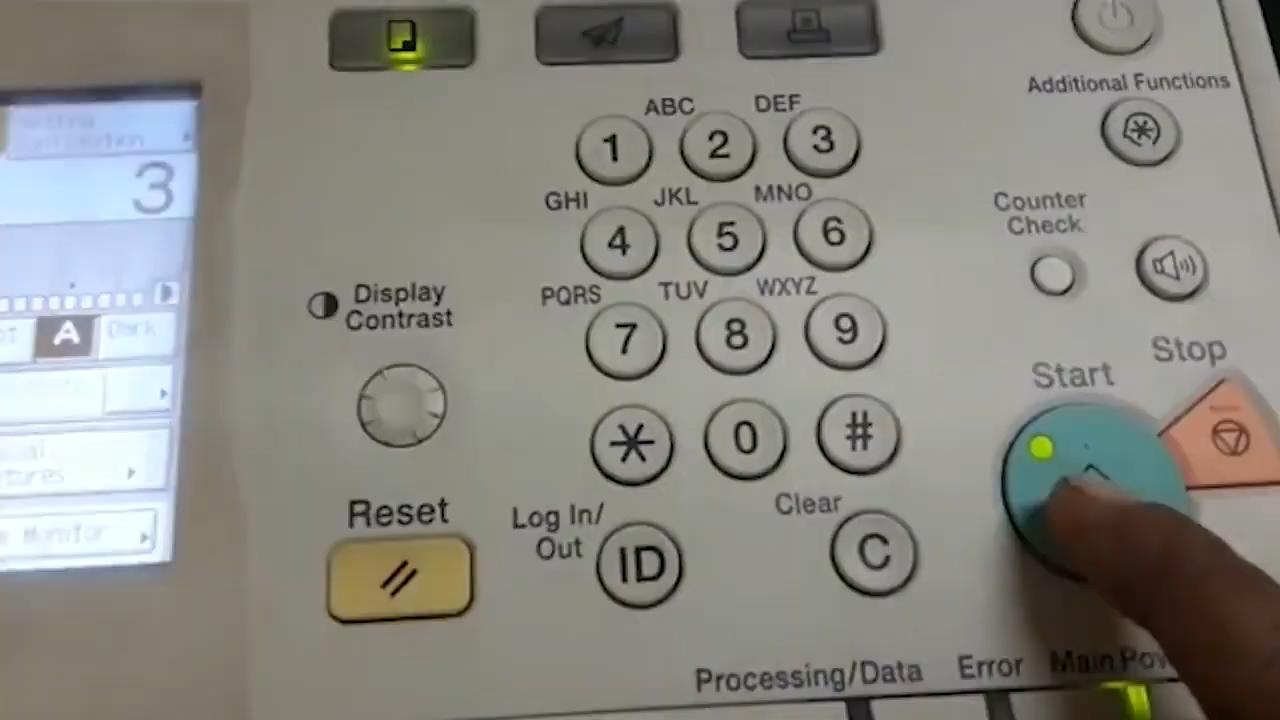 Additional Functions
ABC DEF
1 2 3
3
GHI JKL MNO
4 5 6
Counter
Check
PQRS TUV WXYZ
7 8 9
Display
Contrast
A Dark
Start Stop
* 0 #
Reset
Log In/
Out
ID
Clear
C
Monitor
Processing/Data Error Main